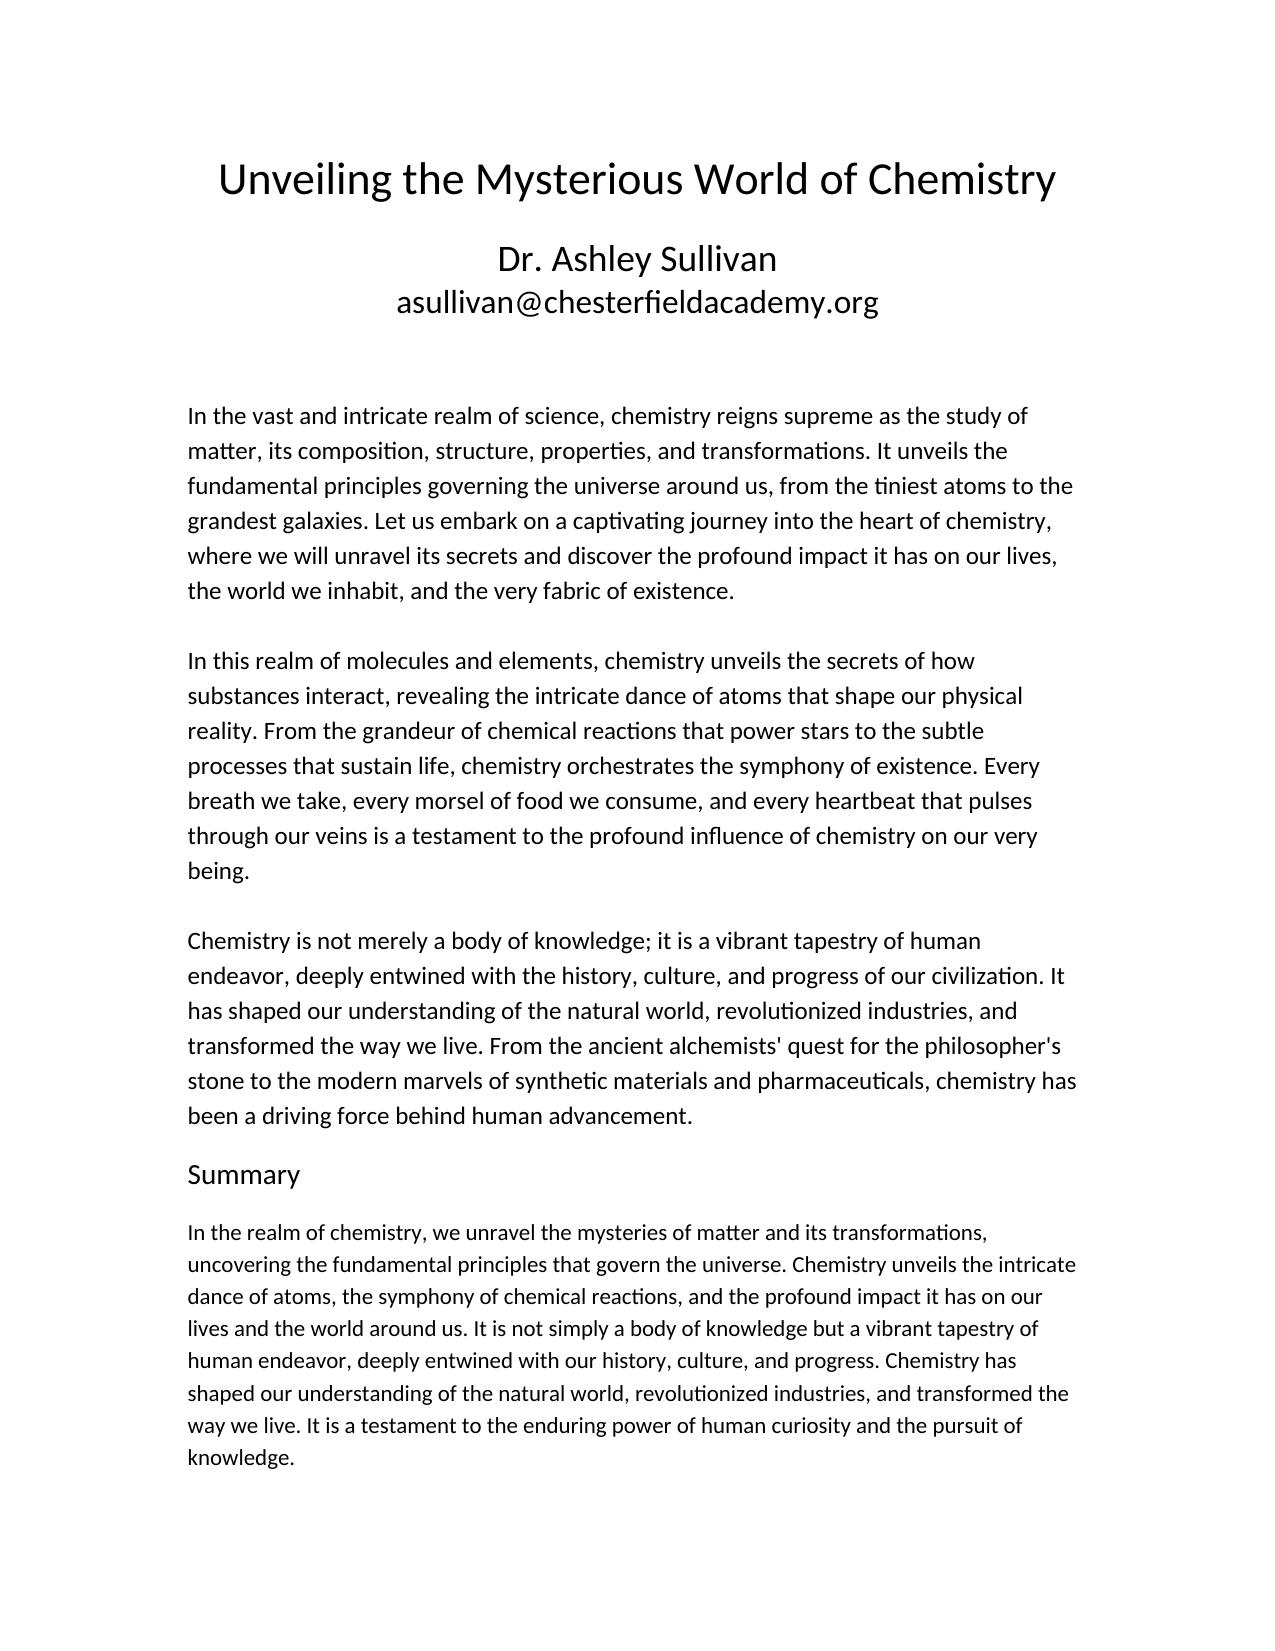 Unveiling the Mysterious World of Chemistry
Dr. Ashley Sullivan
asullivan@chesterfieldacademy.org
In the vast and intricate realm of science, chemistry reigns supreme as the study of
matter, its composition, structure, properties, and transformations. It unveils the
fundamental principles governing the universe around us, from the tiniest atoms to the
grandest galaxies. Let us embark on a captivating journey into the heart of chemistry,
where we will unravel its secrets and discover the profound impact it has on our lives,
the world we inhabit, and the very fabric of existence.
In this realm of molecules and elements, chemistry unveils the secrets of how
substances interact, revealing the intricate dance of atoms that shape our physical
reality. From the grandeur of chemical reactions that power stars to the subtle
processes that sustain life, chemistry orchestrates the symphony of existence. Every
breath we take, every morsel of food we consume, and every heartbeat that pulses
through our veins is a testament to the profound influence of chemistry on our very
being.
Chemistry is not merely a body of knowledge; it is a vibrant tapestry of human
endeavor, deeply entwined with the history, culture, and progress of our civilization. It
has shaped our understanding of the natural world, revolutionized industries, and
transformed the way we live. From the ancient alchemists' quest for the philosopher's
stone to the modern marvels of synthetic materials and pharmaceuticals, chemistry has
been a driving force behind human advancement.
Summary
In the realm of chemistry, we unravel the mysteries of matter and its transformations,
uncovering the fundamental principles that govern the universe. Chemistry unveils the intricate
dance of atoms, the symphony of chemical reactions, and the profound impact it has on our
lives and the world around us. It is not simply a body of knowledge but a vibrant tapestry of
human endeavor, deeply entwined with our history, culture, and progress. Chemistry has
shaped our understanding of the natural world, revolutionized industries, and transformed the
way we live. It is a testament to the enduring power of human curiosity and the pursuit of
knowledge.